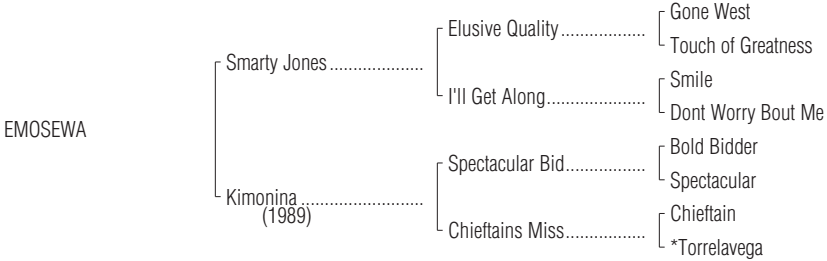 Gone West
Elusive Quality..................
Touch of Greatness
Smarty Jones....................
Smile
I'll Get Along.....................
Dont Worry Bout Me
EMOSEWA
Bold Bidder
Spectacular Bid.................
Spectacular
Kimonina ..........................
(1989)
Chieftain
Chieftains Miss.................
*Torrelavega